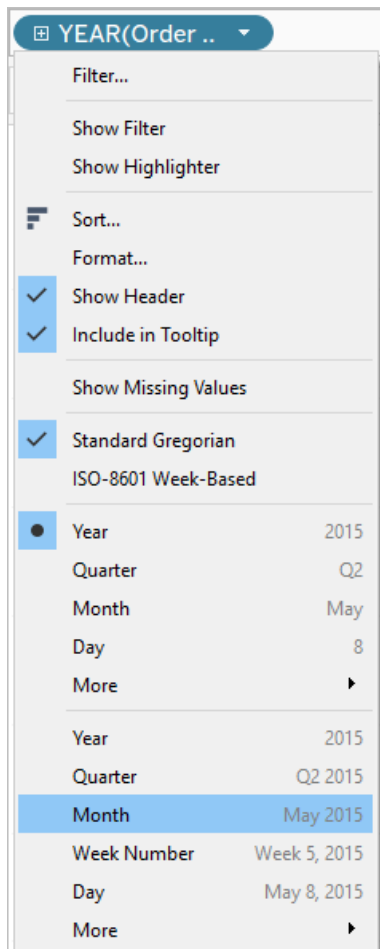 YEAR(Order ..
Filter...
Show Filter
Show Highlighter
Sort...
Format...
Show Header
Include in Tooltip
Show Missing Values
Standard Gregorian
ISO-8601 Week-Based
Year 2015
Quarter Q2
Month May
Day 8
More
Year 2015
Quarter Q2 2015
Month May 2015
Week Number Week 5, 2015
Day May 8, 2015
More